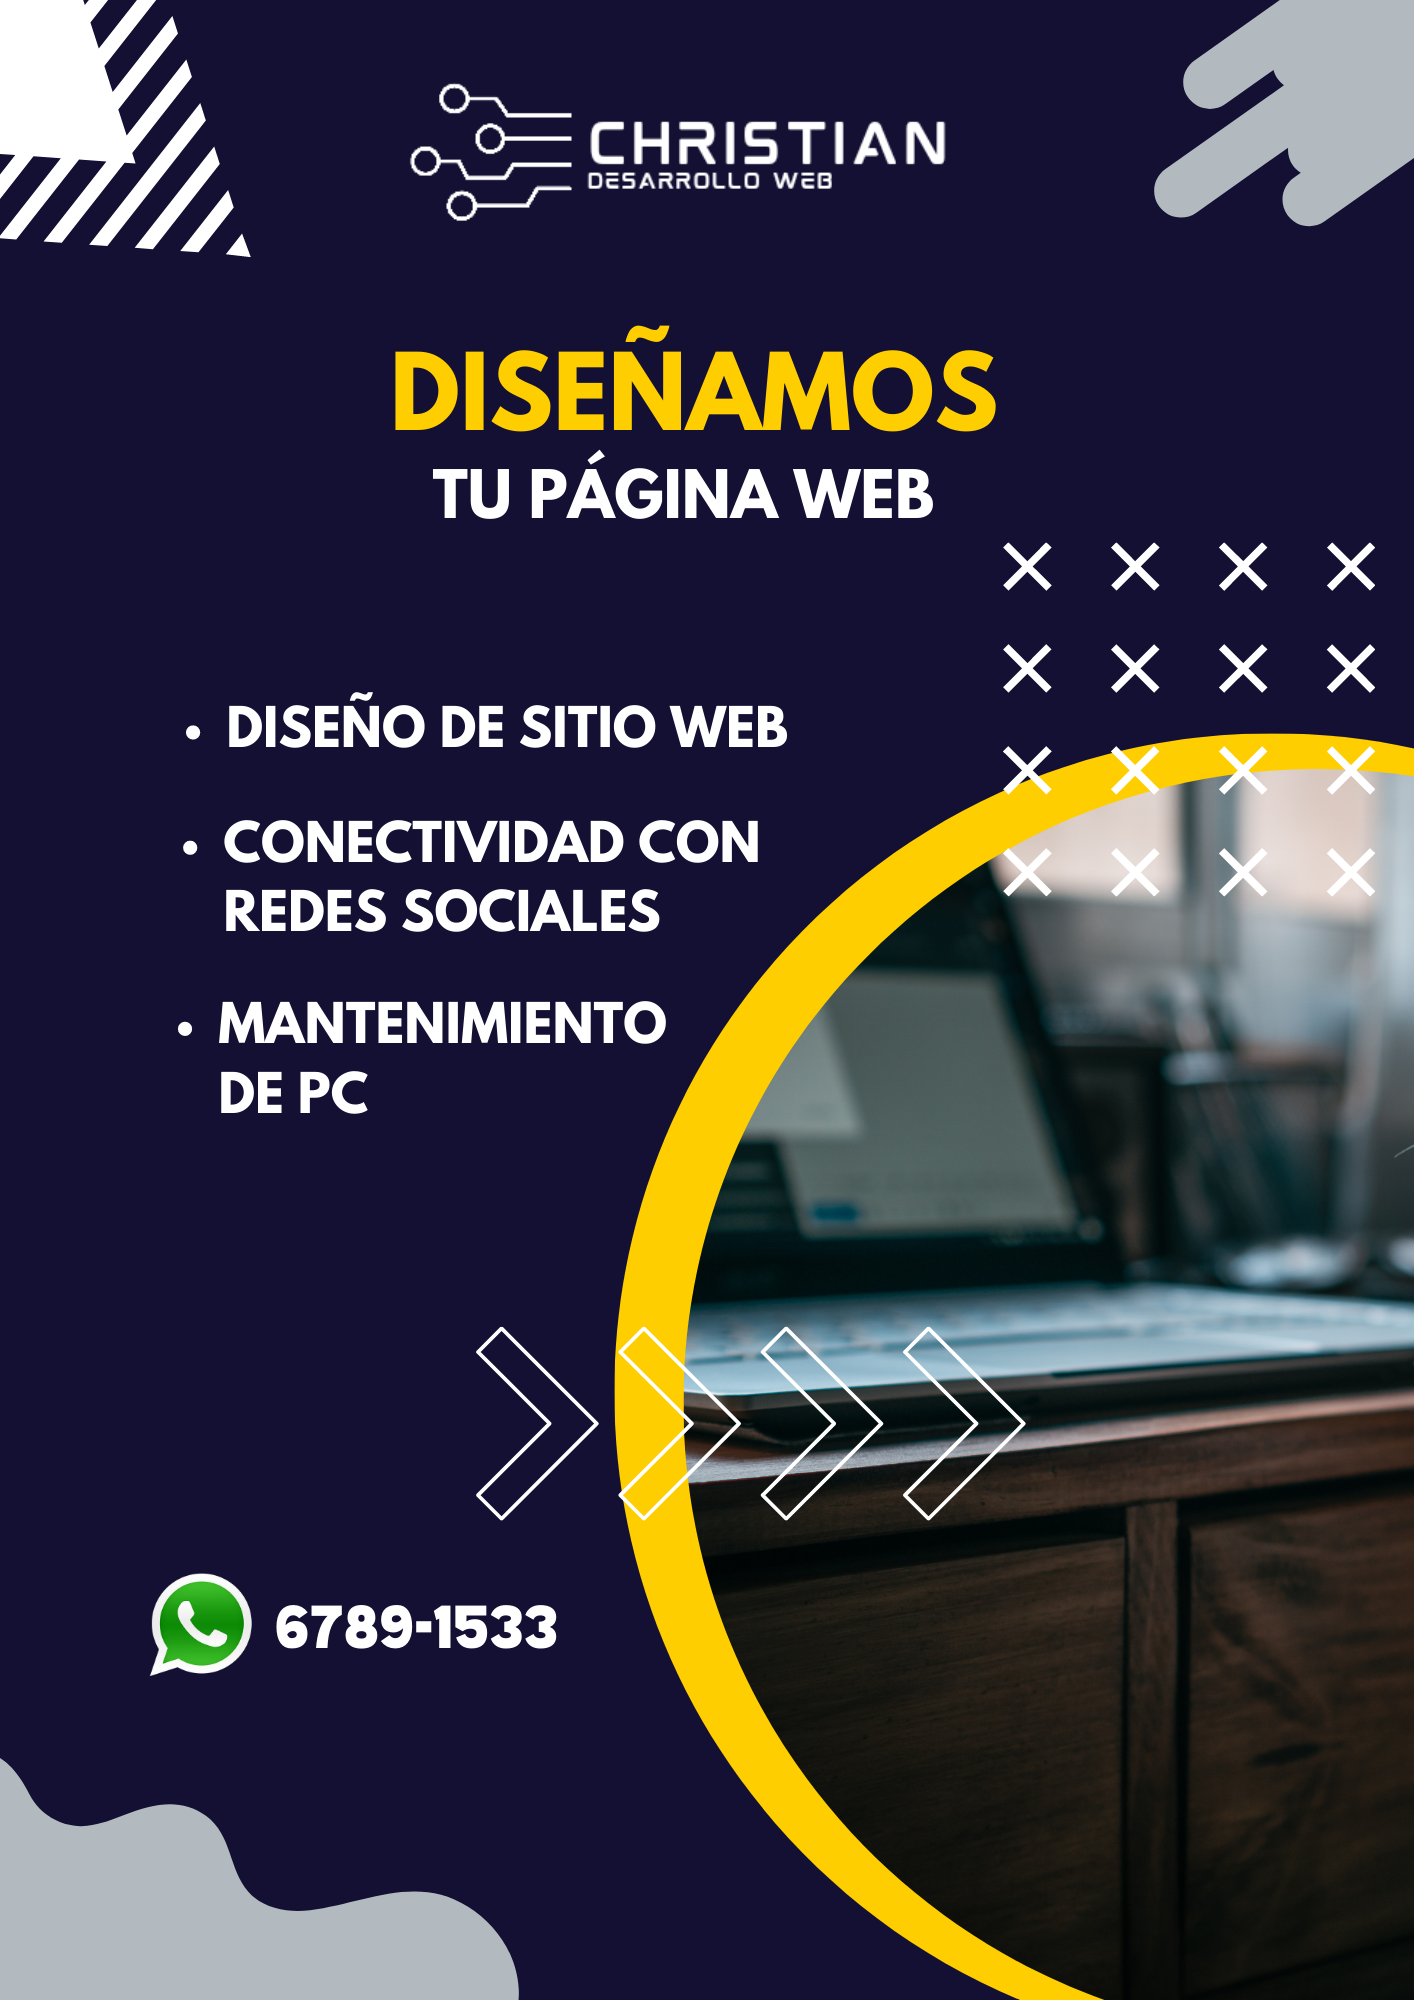 CHRISTIAN
DESARROLLO WEB
DISEÑAMOS
TU PÁGINA WEB
• DISEÑO DE SITIO WEB
• CONECTIVIDAD CON
REDES SOCIALES
• MANTENIMIENTO
DE PC
6789-1533